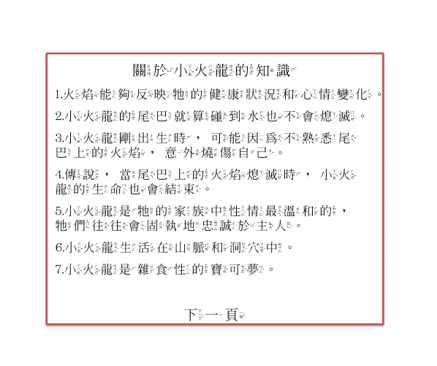 關於小火龍的知識
1.火焰能夠反映牠的健康狀況和心情變化。
2.小火龍的尾巴就算碰到水也不會熄滅。
3.小火龍剛出生時，可能因為不熟悉尾
巴上的火焰，意外燒傷自己。
4.傳說，當尾巴上的火焰熄滅時，小火
龍的生命也會結束。
5.小火龍是牠的家族中性情最溫和的，
牠們往往會固執地忠誠於主人。
6.小火龍生活在山脈和洞穴中。
7.小火龍是雜食性的寶可夢。
下一頁